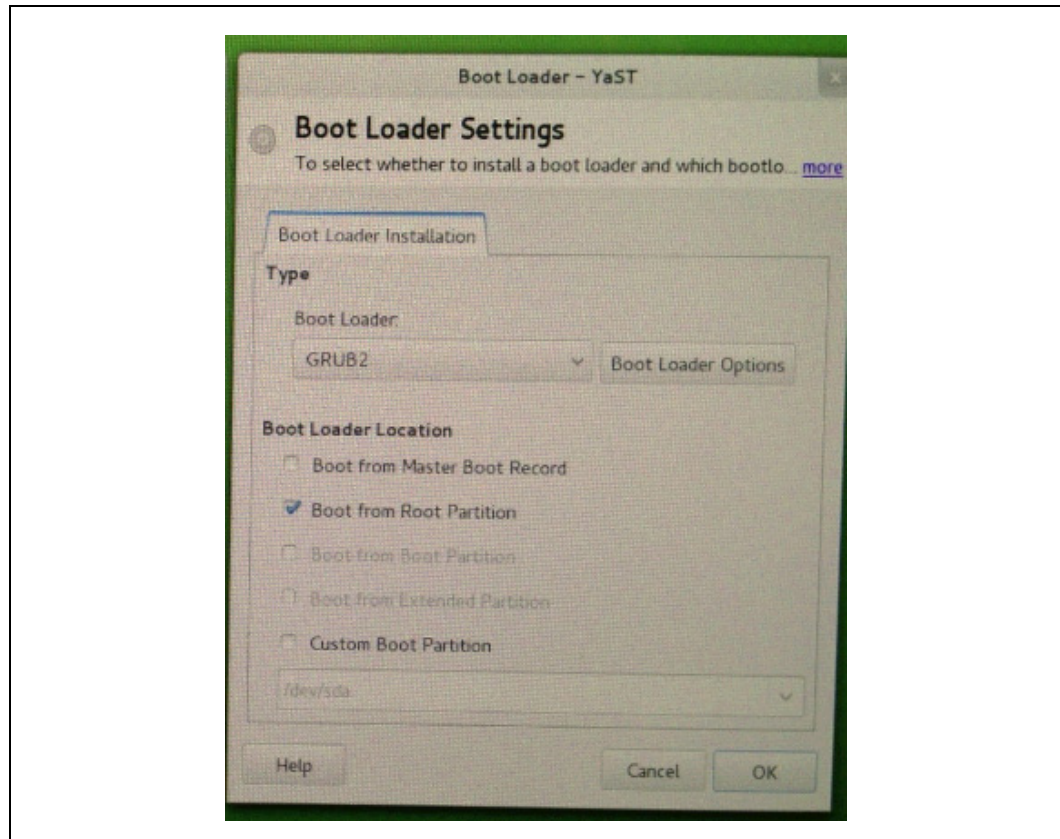 Boot Loader – YaST
x
Boot Loader Settings
To select whether to install a boot loader and which bootlo... more
Boot Loader Installation
Type
Boot Loader:
GRUB2
Boot Loader Options
Boot Loader Location
Boot from Master Boot Record
Boot from Root Partition
Boot from Boot Partition
Boot from Extended Partition
Custom Boot Partition
/dev/sda
Help
Cancel
OK